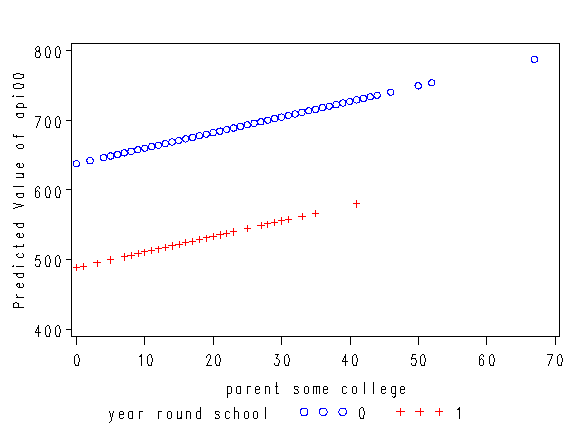 800
700
600
500
400
Predicted Value of api00
0 10 20 30 40 50 60 70
parent some college
year round school 0 1